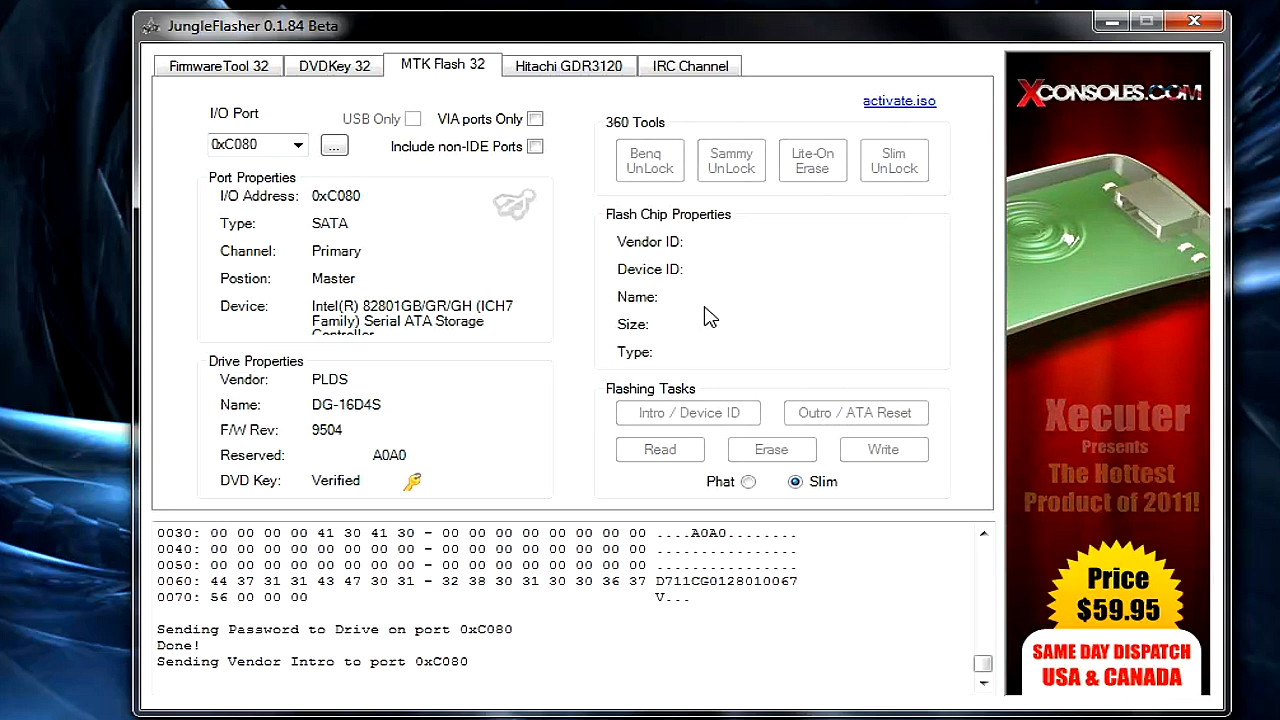 JungleFlasher 0.1.84 Beta
FirmwareTool 32
DVDKey 32
MTK Flash 32
Hitachi GDR3120
IRC Channel
I/O Port
USB Only
VIA ports Only
activate.iso
0xC080
...
Include non-IDE Ports
Port Properties
I/O Address: 0xC080
Type: SATA
Channel: Primary
Postion: Master
Device: Intel(R) 82801GB/GR/GH (ICH7
Family) Serial ATA Storage
Controller
Drive Properties
Vendor: PLDS
Name: DG-16D4S
F/W Rev: 9504
Reserved: A0A0
DVD Key: Verified
360 Tools
Benq
UnLock
Sammy
UnLock
Lite-On
Erase
Slim
UnLock
Flash Chip Properties
Vendor ID:
Device ID:
Name:
Size:
Type:
Flashing Tasks
Intro / Device ID
Outro / ATA Reset
Read
Erase
Write
Phat
Slim
0030: 00 00 00 00 41 30 41 30 - 00 00 00 00 00 00 00 00 ....A0A0........
0040: 00 00 00 00 00 00 00 00 - 00 00 00 00 00 00 00 00 ................
0050: 00 00 00 00 00 00 00 00 - 00 00 00 00 00 00 00 00 ................
0060: 44 37 31 31 43 47 30 31 - 32 38 30 31 30 30 36 37 D711CG0128010067
0070: 56 00 00 00 V...
Sending Password to Drive on port 0xC080
Done!
Sending Vendor Intro to port 0xC080
XCONSOLES.COM
Xecuter
Presents
The Hottest
Product of 2011!
Price
$59.95
SAME DAY DISPATCH
USA & CANADA